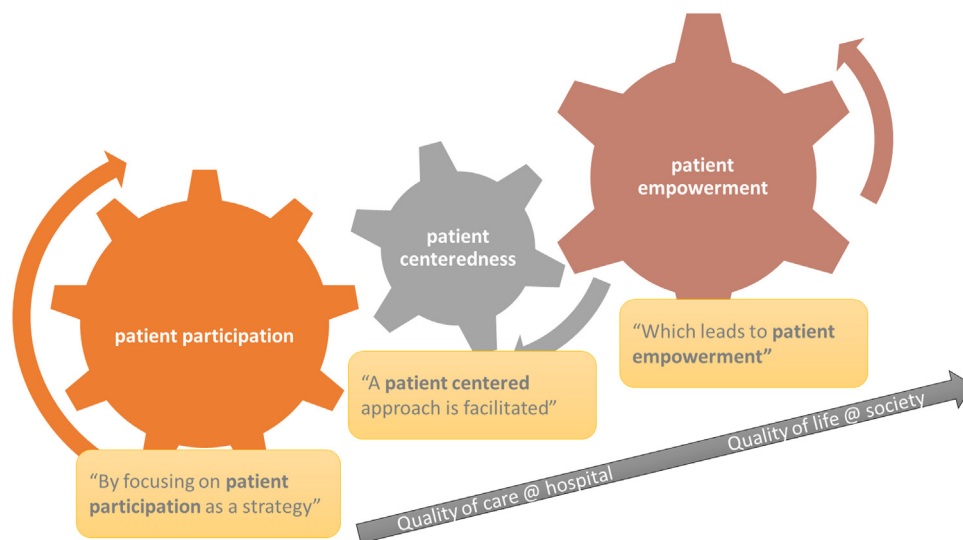 patient
empowerment
patient
centeredness
patient participation
“Which leads to patient
empowerment”
“A patient centered
approach is facilitated”
“By focusing on patient
participation as a strategy”
Quality of care @ hospital
Quality of life @ society